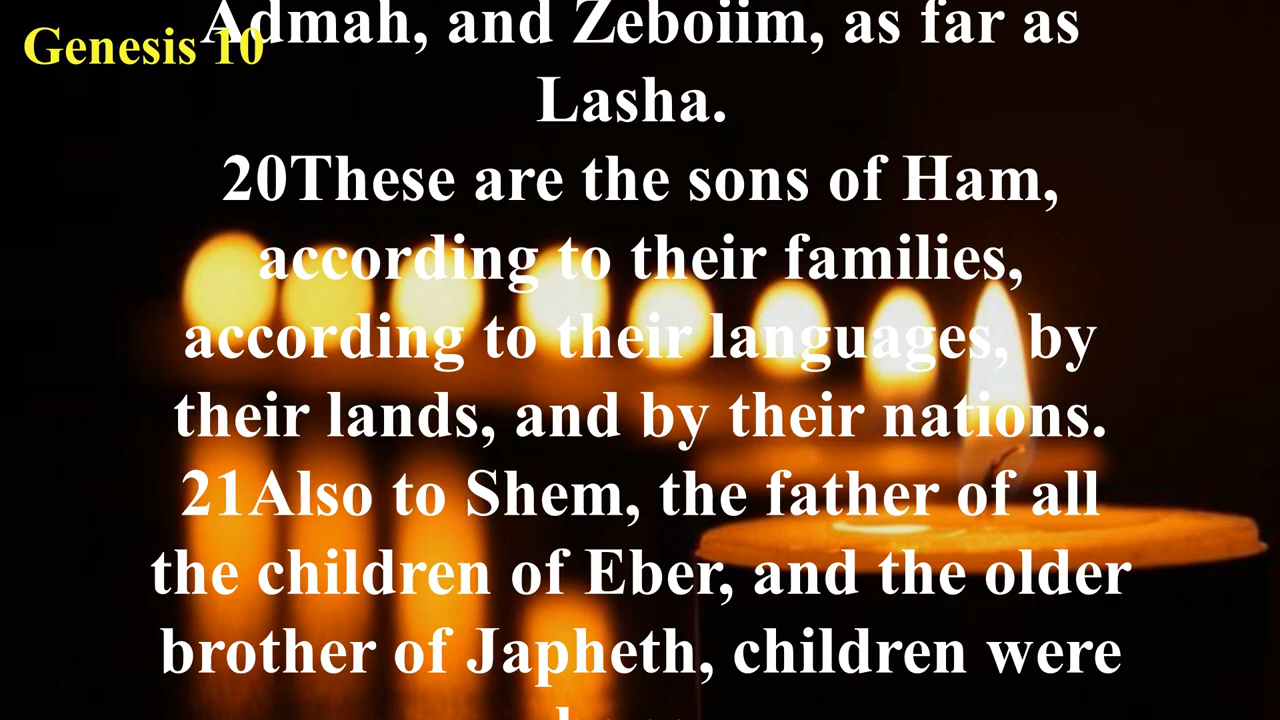 Genesis 10
Admah, and Zeboiim, as far as
Lasha.
20These are the sons of Ham,
according to their families,
according to their languages, by
their lands, and by their nations.
21Also to Shem, the father of all
the children of Eber, and the older
brother of Japheth, children were